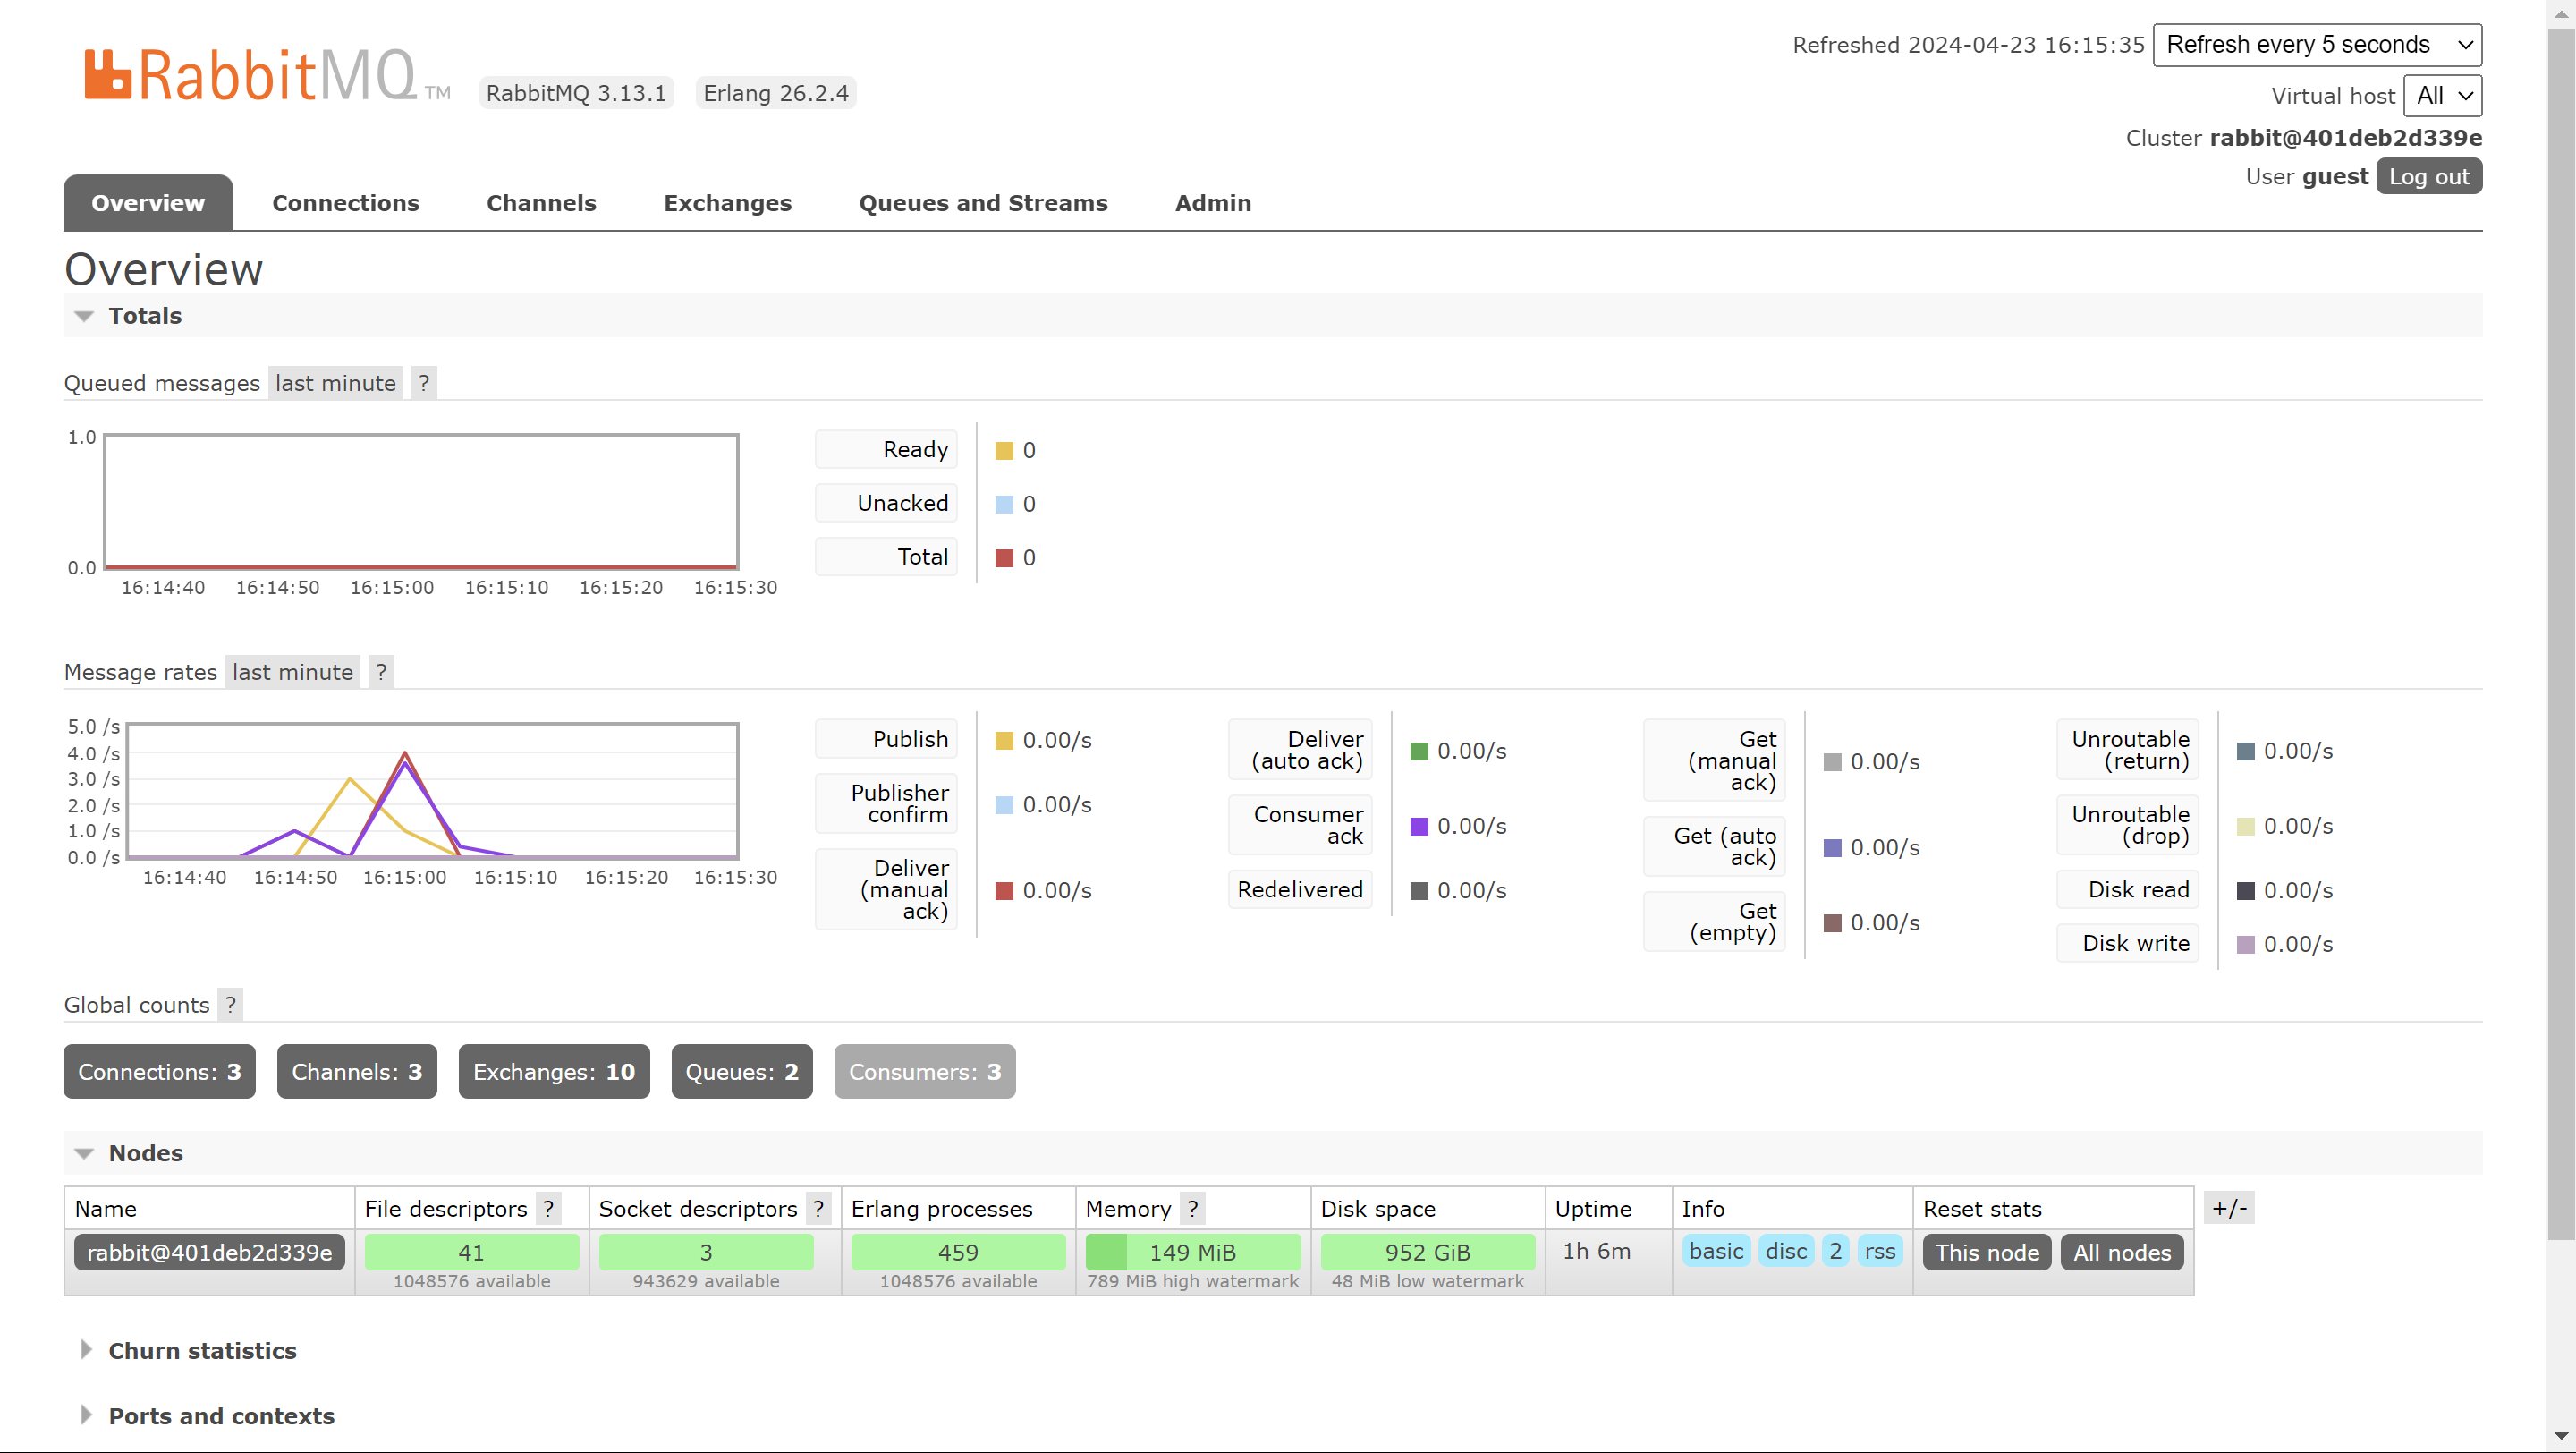 RabbitMQ TM RabbitMQ 3.13.1 Erlang 26.2.4
Refreshed 2024-04-23 16:15:35 Refresh every 5 seconds
Virtual host All
Cluster rabbit@401deb2d339e
User guest Log out
Overview Connections Channels Exchanges Queues and Streams Admin
Overview
Totals
Queued messages last minute ?
1.0
0.0
16:14:40 16:14:50 16:15:00 16:15:10 16:15:20 16:15:30
Ready 0
Unacked 0
Total 0
Message rates last minute ?
5.0 /s
4.0 /s
3.0 /s
2.0 /s
1.0 /s
0.0 /s
16:14:40 16:14:50 16:15:00 16:15:10 16:15:20 16:15:30
Publish 0.00/s
Publisher
confirm 0.00/s
Deliver
(manual
ack) 0.00/s
Deliver
(auto ack) 0.00/s
Consumer
ack 0.00/s
Redelivered 0.00/s
Get
(manual
ack) 0.00/s
Get (auto
ack) 0.00/s
Get
(empty) 0.00/s
Unroutable
(return) 0.00/s
Unroutable
(drop) 0.00/s
Disk read 0.00/s
Disk write 0.00/s
Global counts ?
Connections: 3 Channels: 3 Exchanges: 10 Queues: 2 Consumers: 3
Nodes
Name File descriptors ? Socket descriptors ? Erlang processes Memory ? Disk space Uptime Info Reset stats +/-
rabbit@401deb2d339e 41 3 459 149 MiB 952 GiB 1h 6m basic disc 2 rss This node All nodes
1048576 available 943629 available 1048576 available 789 MiB high watermark 48 MiB low watermark
Churn statistics
Ports and contexts